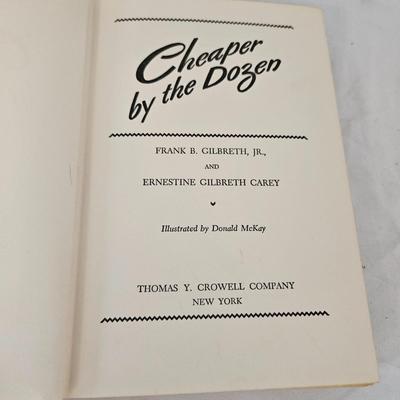 Cheaper
by the Dozen
FRANK B. GILBRETH, JR.,
AND
ERNESTINE GILBRETH CAREY
Illustrated by Donald McKay
THOMAS Y. CROWELL COMPANY
NEW YORK